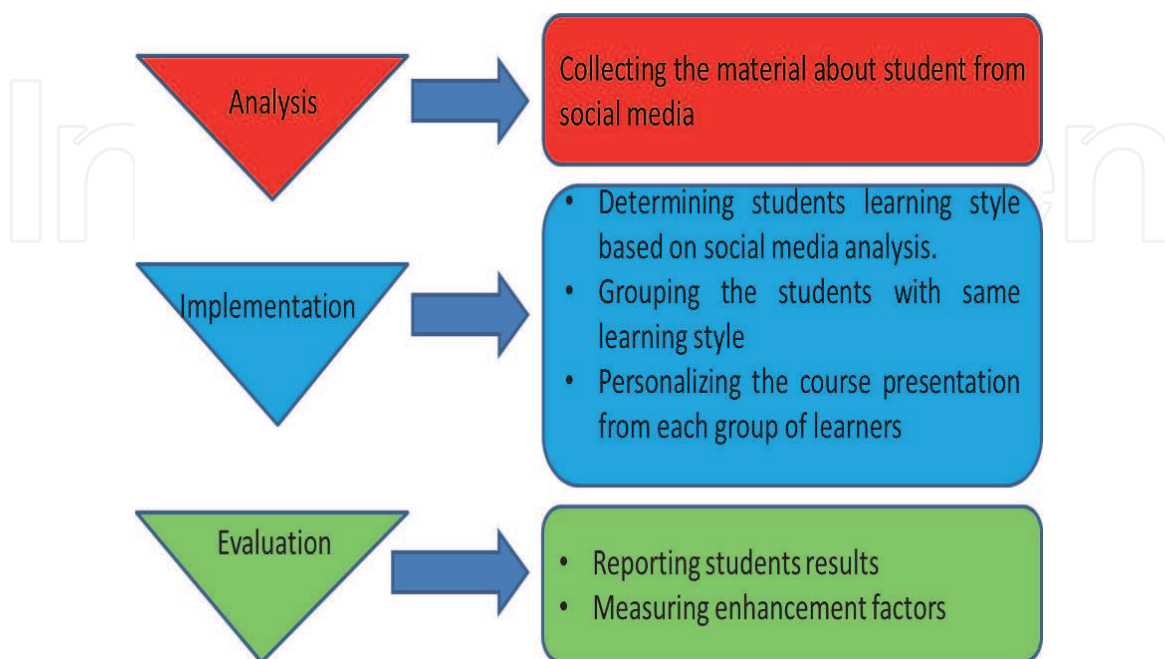 Analysis
Collecting the material about student from
social media
Implementation
• Determining students learning style
based on social media analysis.
• Grouping the students with same
learning style
• Personalizing the course presentation
from each group of learners
Evaluation
• Reporting students results
• Measuring enhancement factors